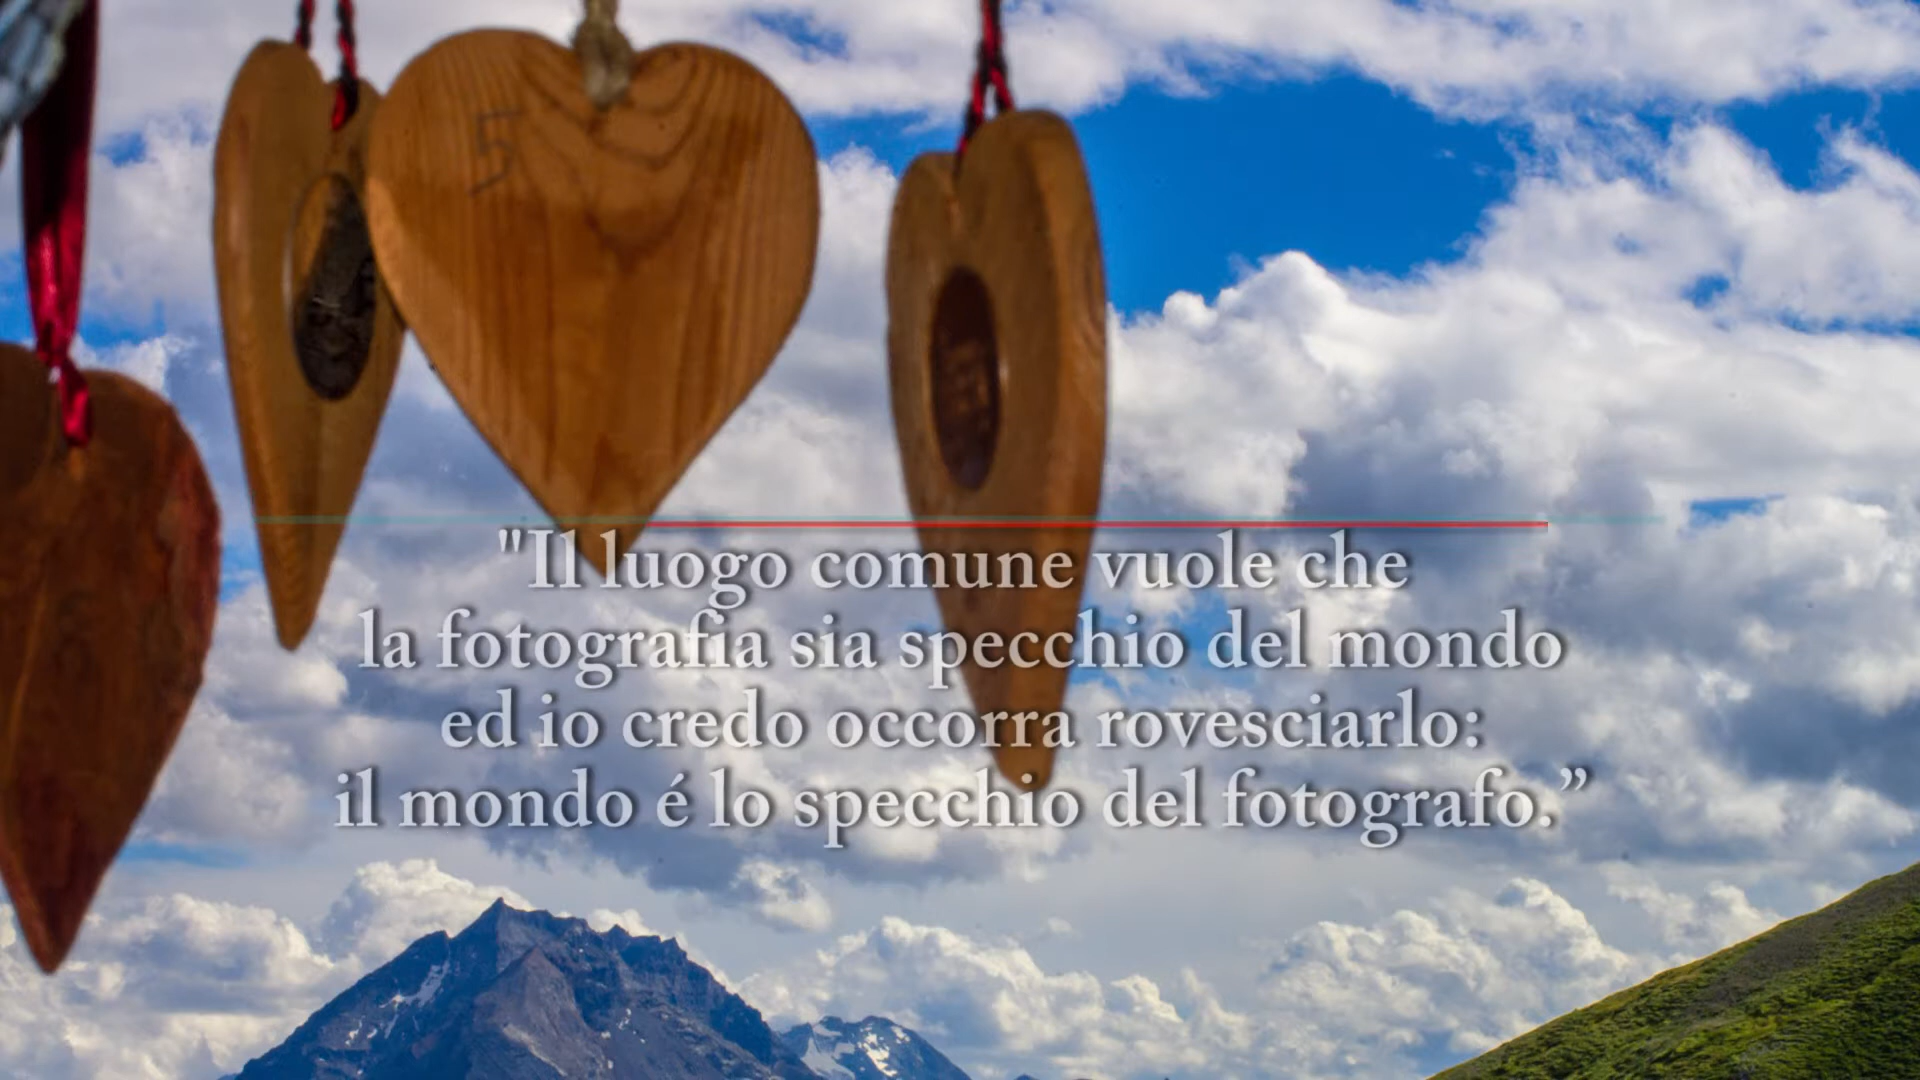 5
"Il luogo comune vuole che
la fotografia sia specchio del mondo
ed io credo occorra rovesciarlo:
il mondo é lo specchio del fotografo.”